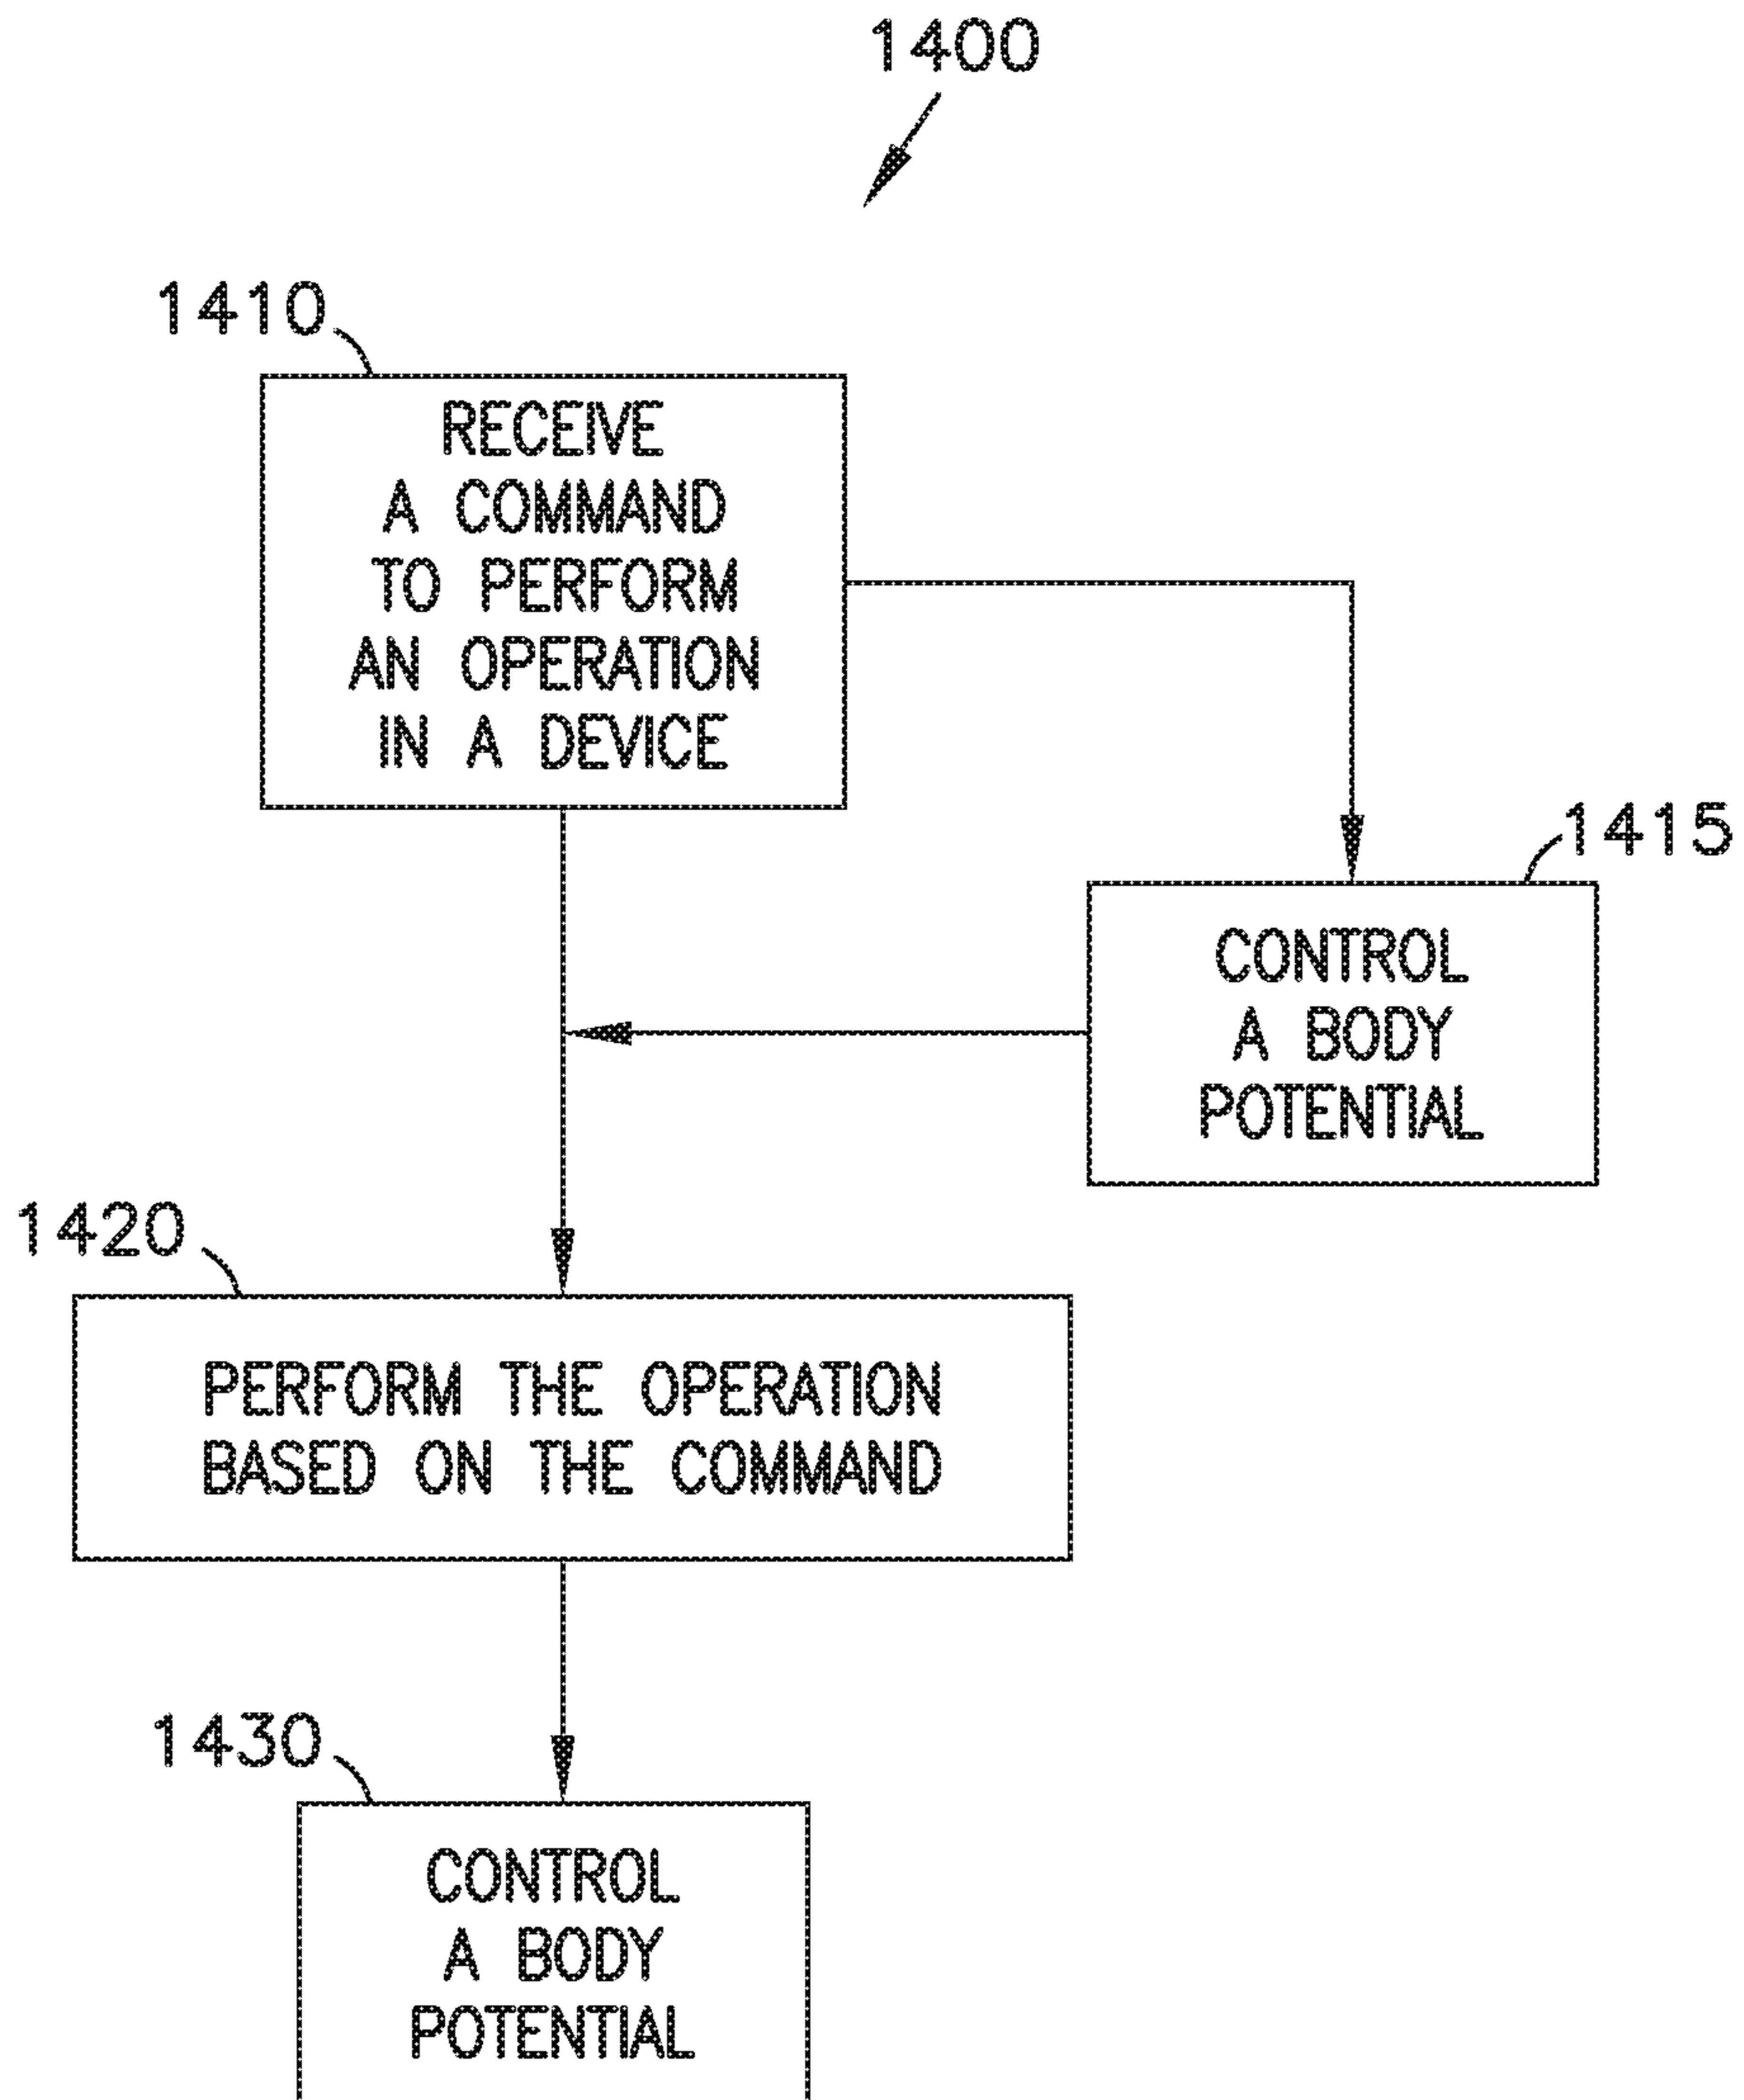 1400
1410
RECEIVE
A COMMAND
TO PERFORM
AN OPERATION
IN A DEVICE
1415
CONTROL
A BODY
POTENTIAL
1420
PERFORM THE OPERATION
BASED ON THE COMMAND
1430
CONTROL
A BODY
POTENTIAL